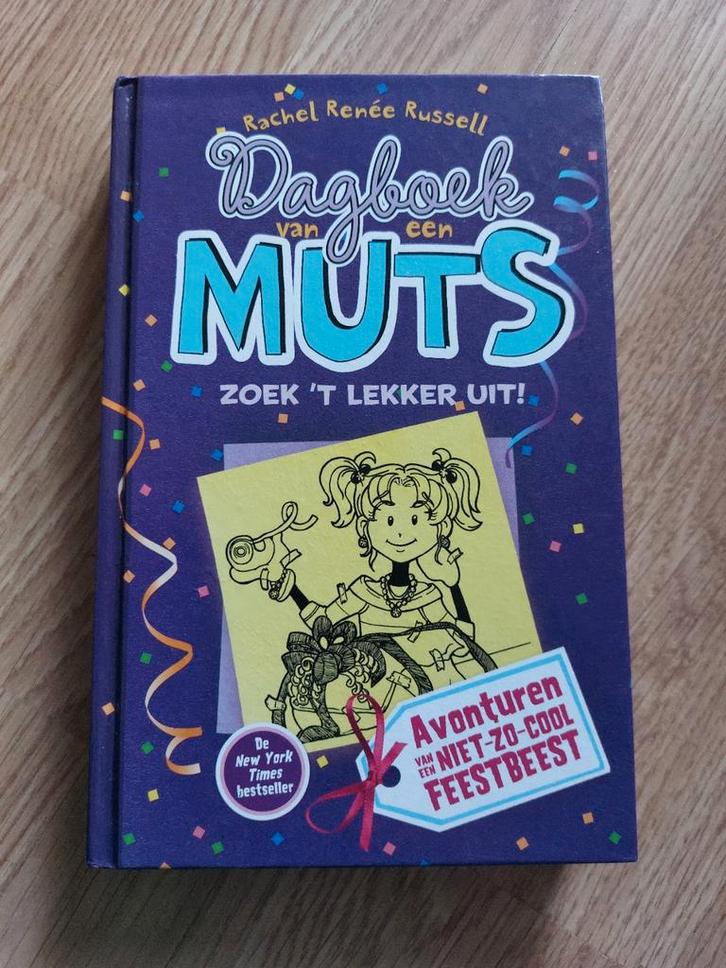 Rachel Renée Russell
Dagboek
van een
MUTS
ZOEK 'T LEKKER UIT!
Avonturen
VAN EEN NIET-ZO-COOL
FEESTBEEST
De
New York
Times
bestseller